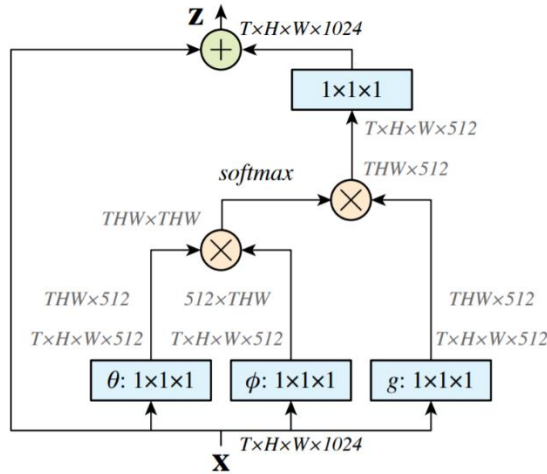 z
T×H×W×1024
+
1×1×1
T×H×W×512
THW×512
softmax
×
THW×THW
×
THW×512
512×THW
THW×512
T×H×W×512
T×H×W×512
T×H×W×512
θ: 1×1×1
ϕ: 1×1×1
g: 1×1×1
x
T×H×W×1024